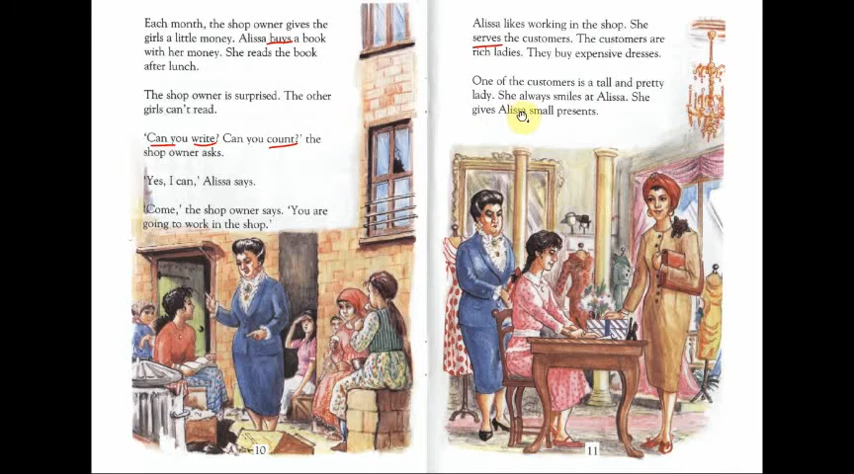 Each month, the shop owner gives the
girls a little money. Alissa buys a book
with her money. She reads the book
after lunch.
The shop owner is surprised. The other
girls can't read.
'Can you write? Can you count?' the
shop owner asks.
'Yes, I can,' Alissa says.
'Come,' the shop owner says. 'You are
going to work in the shop.'
10
Alissa likes working in the shop. She
serves the customers. The customers are
rich ladies. They buy expensive dresses.
One of the customers is a tall and pretty
lady. She always smiles at Alissa. She
gives Alissa small presents.
11